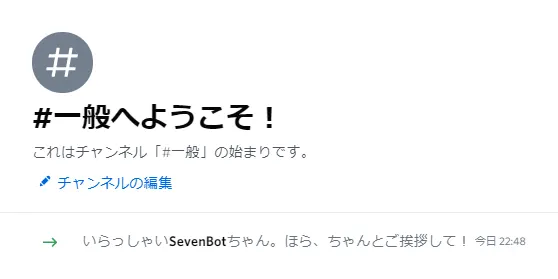 #一般へようこそ！
これはチャンネル「#一般」の始まりです。
チャンネルの編集
いらっしゃいSevenBotちゃん。ほら、ちゃんとご挨拶して！ 今日 22:48